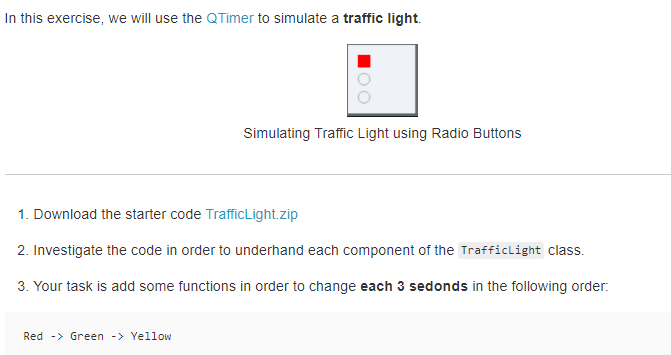 In this exercise, we will use the QTimer to simulate a traffic light.
Simulating Traffic Light using Radio Buttons
1. Download the starter code TrafficLight.zip
2. Investigate the code in order to underhand each component of the TrafficLight class.
3. Your task is add some functions in order to change each 3 sedonds in the following order:
Red -> Green -> Yellow